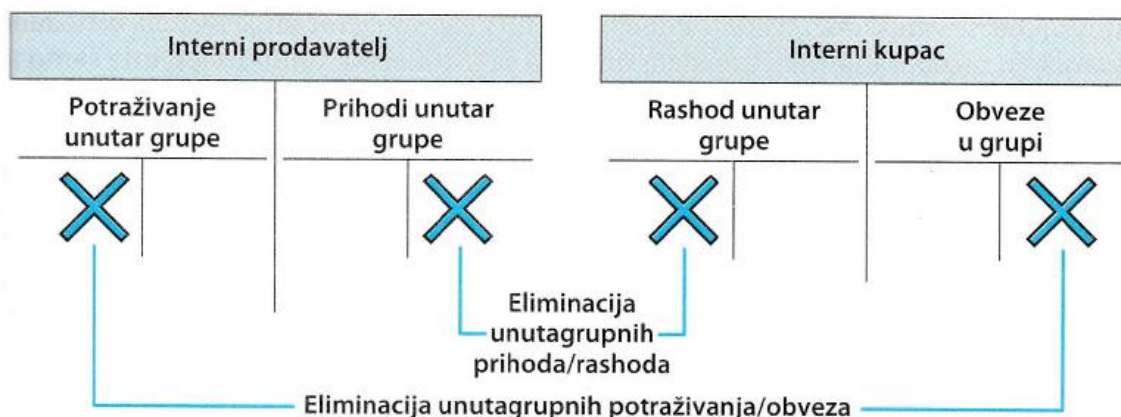 Interni prodavatelj
Potraživanje
unutar grupe
Prihodi unutar
grupe
Interni kupac
Rashod unutar
grupe
Obveze
u grupi
Eliminacija
unutagrupnih
prihoda/rashoda
Eliminacija unutagrupnih potraživanja/obveza